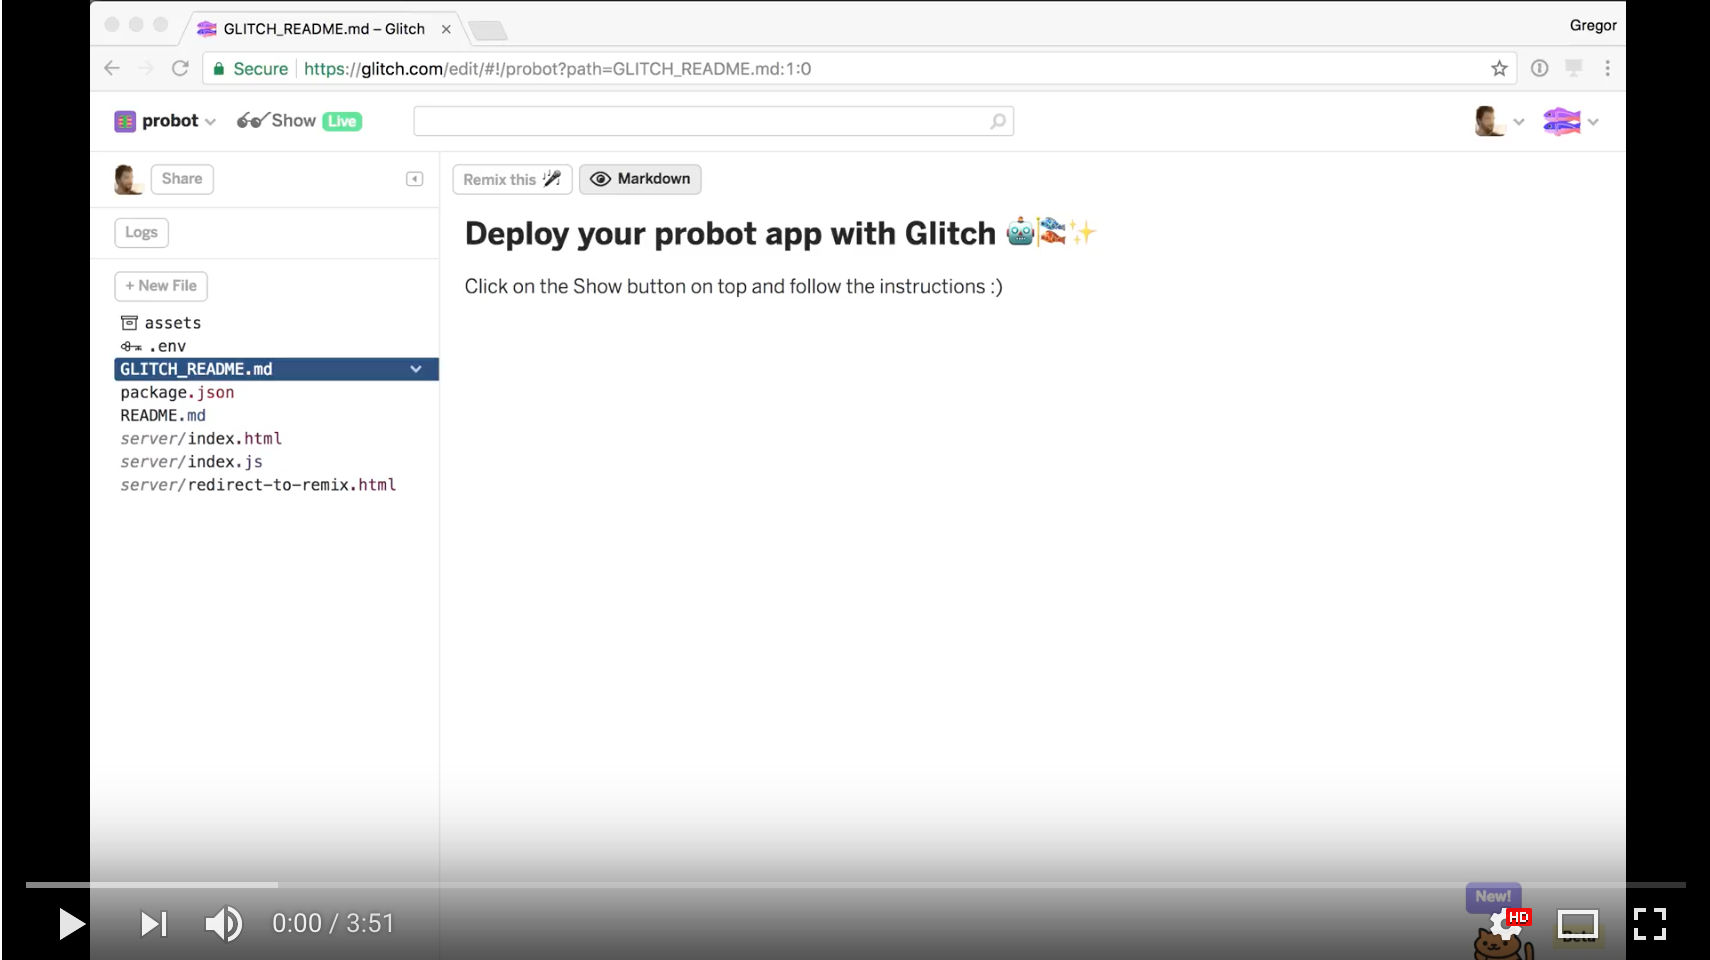 GLITCH_README.md – Glitch
Gregor
Secure https://glitch.com/edit/#!/probot?path=GLITCH_README.md:1:0
probot Show Live
Share
Remix this Markdown
Logs
Deploy your probot app with Glitch
Click on the Show button on top and follow the instructions :)
+ New File
assets
.env
GLITCH_README.md
package.json
README.md
server/index.html
server/index.js
server/redirect-to-remix.html
New!
HD
0:00 / 3:51
Beta